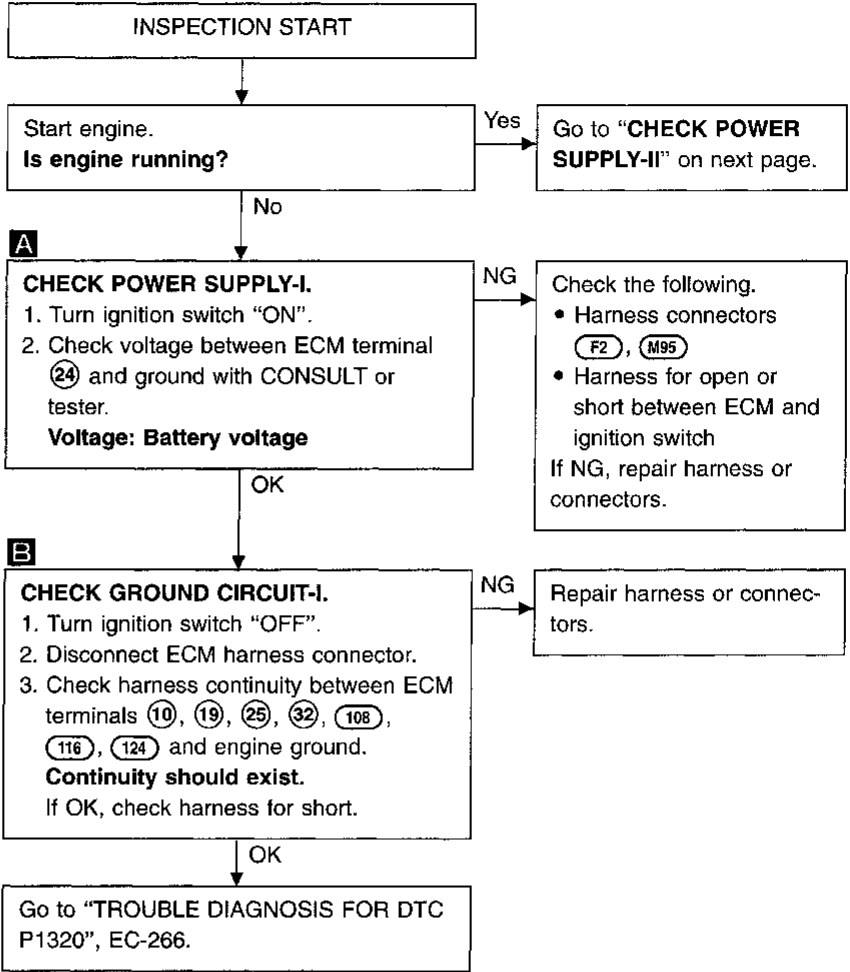 INSPECTION START
Start engine.
Is engine running?
Yes
Go to “CHECK POWER
SUPPLY-II” on next page.
No
A
CHECK POWER SUPPLY-I.
1. Turn ignition switch “ON”.
2. Check voltage between ECM terminal
24 and ground with CONSULT or
tester.
Voltage: Battery voltage
NG
Check the following.
• Harness connectors
F2, M95
• Harness for open or
short between ECM and
ignition switch
If NG, repair harness or
connectors.
OK
B
CHECK GROUND CIRCUIT-I.
1. Turn ignition switch “OFF”.
2. Disconnect ECM harness connector.
3. Check harness continuity between ECM
terminals 10, 19, 25, 32, 108,
116, 124 and engine ground.
Continuity should exist.
If OK, check harness for short.
NG
Repair harness or connec-
tors.
OK
Go to “TROUBLE DIAGNOSIS FOR DTC
P1320”, EC-266.